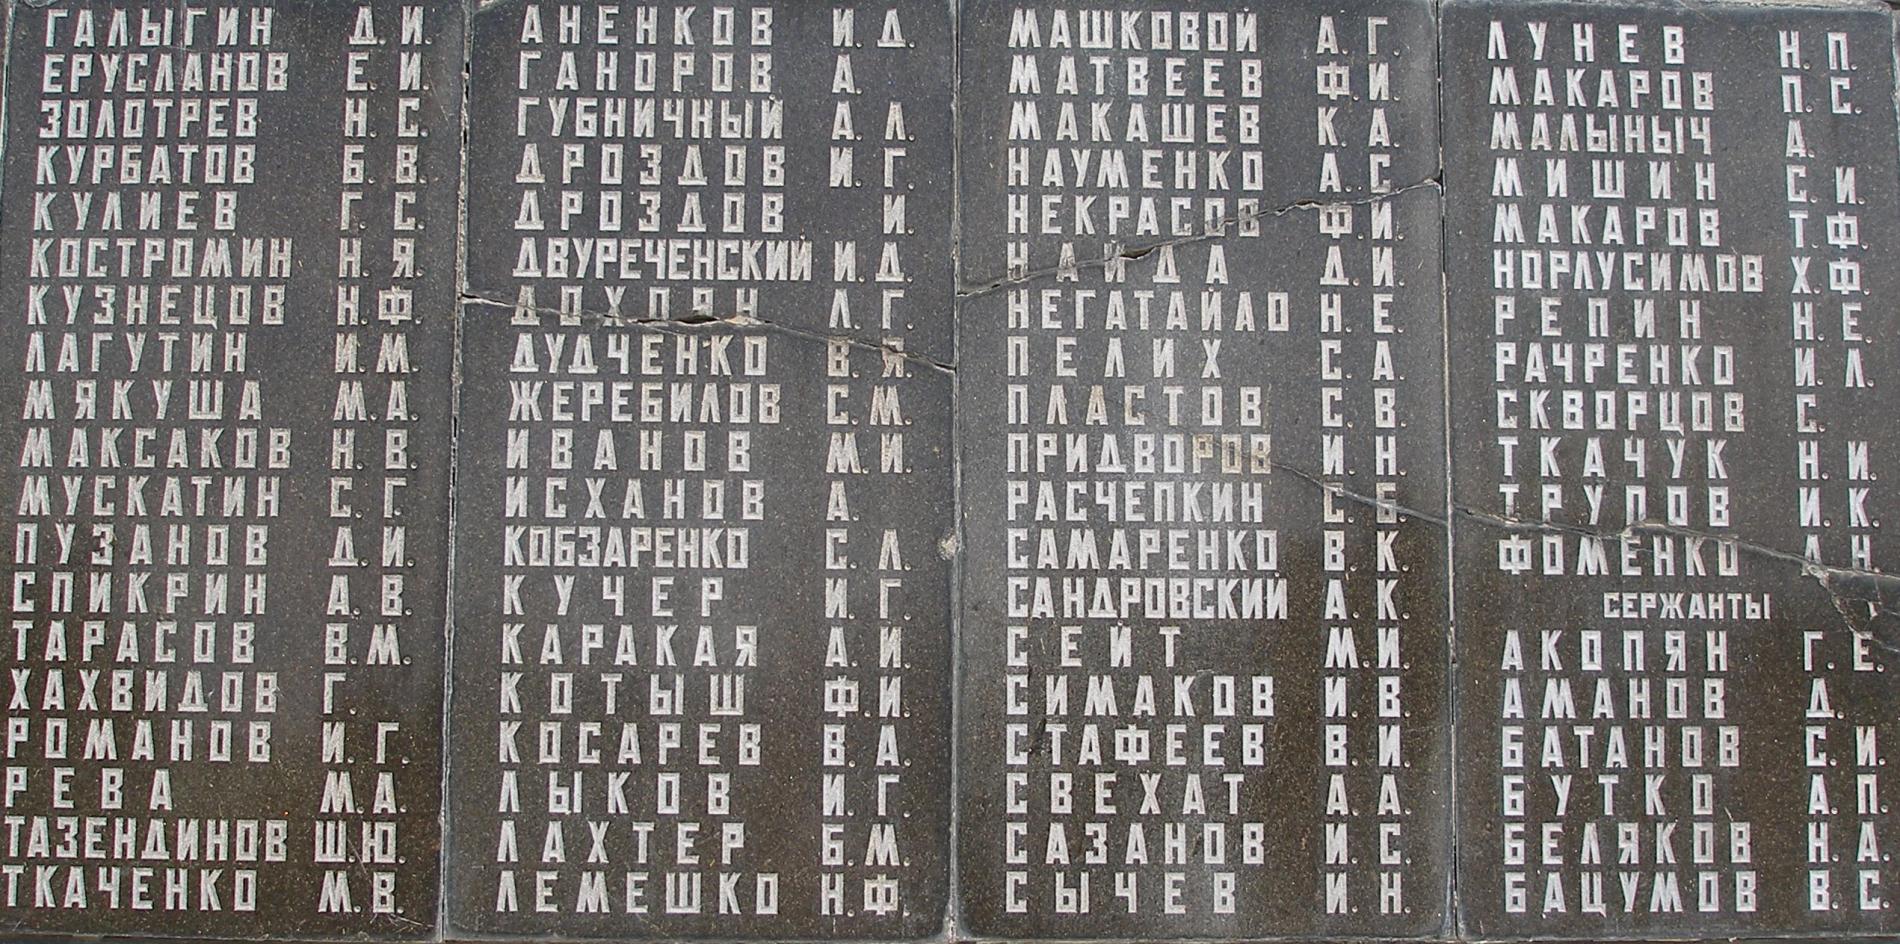 ГАЛЫГИН Д. И.
ЕРУСЛАНОВ Е. И.
ЗОЛОТРЕВ Н. С.
КУРБАТОВ Б. В.
КУЛИЕВ Г. С.
КОСТРОМИН Н. Я.
КУЗНЕЦОВ Н. Ф.
ЛАГУТИН И. М.
МЯКУША М. А.
МАКСАКОВ Н. В.
МУСКАТИН С. Г.
ПУЗАНОВ Д. И.
СПИКРИН А. В.
ТАРАСОВ В. М.
ХАХВИДОВ Г.
РОМАНОВ И. Г.
РЕВА М. А.
ТАЗЕНДИНОВ Ш. Ю.
ТКАЧЕНКО М. В.
АНЕНКОВ И. Д.
ГАНОРОВ А.
ГУБНИЧНЫЙ А. Л.
ДРОЗДОВ И. Г.
ДРОЗДОВ И.
ДВУРЕЧЕНСКИЙ И. Д.
ДОХОЯН Л. Г.
ДУДЧЕНКО В. Я.
ЖЕРЕБИЛОВ С. М.
ИВАНОВ М. И.
ИСХАНОВ А.
КОБЗАРЕНКО С. Л.
КУЧЕР И. Г.
КАРАКАЯ А. И.
КОТЫШ Ф. И.
КОСАРЕВ В. А.
ЛЫКОВ И. Г.
ЛАХТЕР Б. М.
ЛЕМЕШКО Н. Ф.
МАШКОВОЙ А. Г.
МАТВЕЕВ Ф. И.
МАКАШЕВ К. А.
НАУМЕНКО А. С
НЕКРАСОВ Ф. И.
НАЙДА Д. И.
НЕГАТАЙЛО Н. Е.
ПЕЛИХ С. А.
ПЛАСТОВ С. В.
ПРИДВОРОВ И. Н.
РАСЧЕПКИН С. Б.
САМАРЕНКО В. К.
САНДРОВСКИЙ А. К.
СЕЙТ М. И.
СИМАКОВ И. В.
СТАФЕЕВ В. И.
СВЕХАТ А. А.
САЗАНОВ И. С.
СЫЧЕВ И. Н.
ЛУНЕВ Н. П.
МАКАРОВ П. С.
МАЛЫНЫЧ А.
МИШИН С. И.
МАКАРОВ Т. Ф.
НОРЛУСИМОВ Х. Ф.
РЕПИН Н. Е.
РАЧРЕНКО И. Л.
СКВОРЦОВ С.
ТКАЧУК Н. И.
ТРУПОВ И. К.
ФОМЕНКО
СЕРЖАНТЫ
АКОПЯН Г. Е.
АМАНОВ Д.
БАТАНОВ С. И.
БУТКО А. П.
БЕЛЯКОВ Н. А.
БАЦУМОВ В. С.